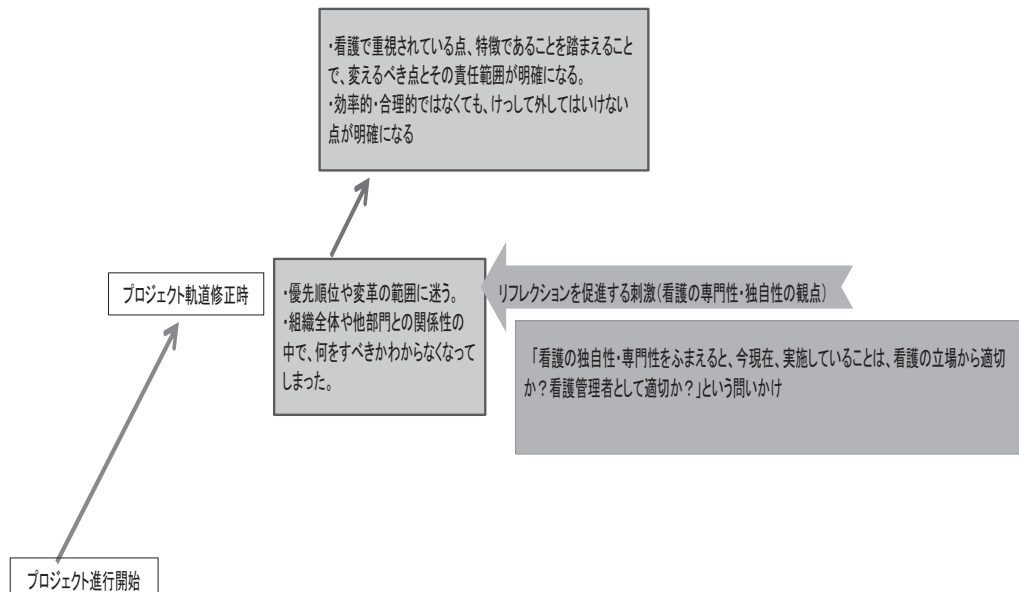 ・看護で重視されている点、特徴であることを踏まえること
で、変えるべき点とその責任範囲が明確になる。
・効率的・合理的ではなくても、けっして外してはいけない
点が明確になる
プロジェクト軌道修正時
・優先順位や変革の範囲に迷う。
・組織全体や他部門との関係性の
中で、何をすべきかわからなくなって
しまった。
リフレクションを促進する刺激(看護の専門性・独自性の観点)
「看護の独自性・専門性をふまえると、今現在、実施していることは、看護の立場から適切
か？看護管理者として適切か？」という問いかけ
プロジェクト進行開始